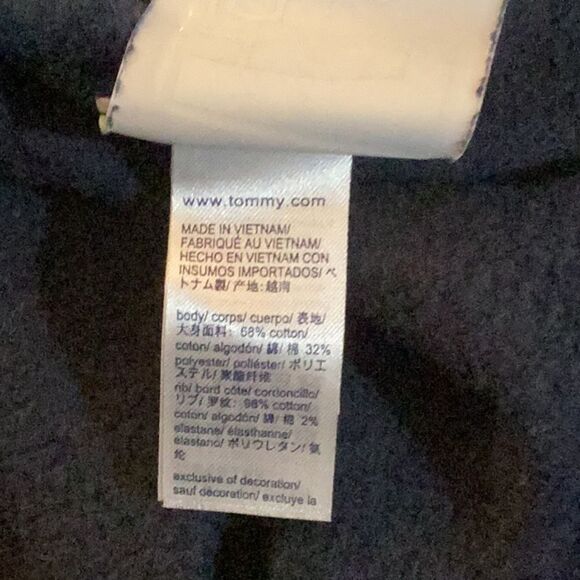 www.tommy.com
MADE IN VIETNAM/
FABRIQUÉ AU VIETNAM/
HECHO EN VIETNAM CON
INSUMOS IMPORTADOS/ ベ
トナム製/ 产地: 越南
body/ corps/ cuerpo/ 表地/
大身面料: 68% cotton/
coton/ algodón/ 綿/ 棉 32%
polyester/ poliéster/ ポリエ
ステル/ 聚酯纤维
rib/ bord côte/ cordoncillo/
リブ/ 罗纹: 98% cotton/
coton/ algodón/ 綿/ 棉 2%
elastane/ élasthanne/
elastano/ ポリウレタン/ 氨
纶
exclusive of decoration/
sauf decoration/ excluye la